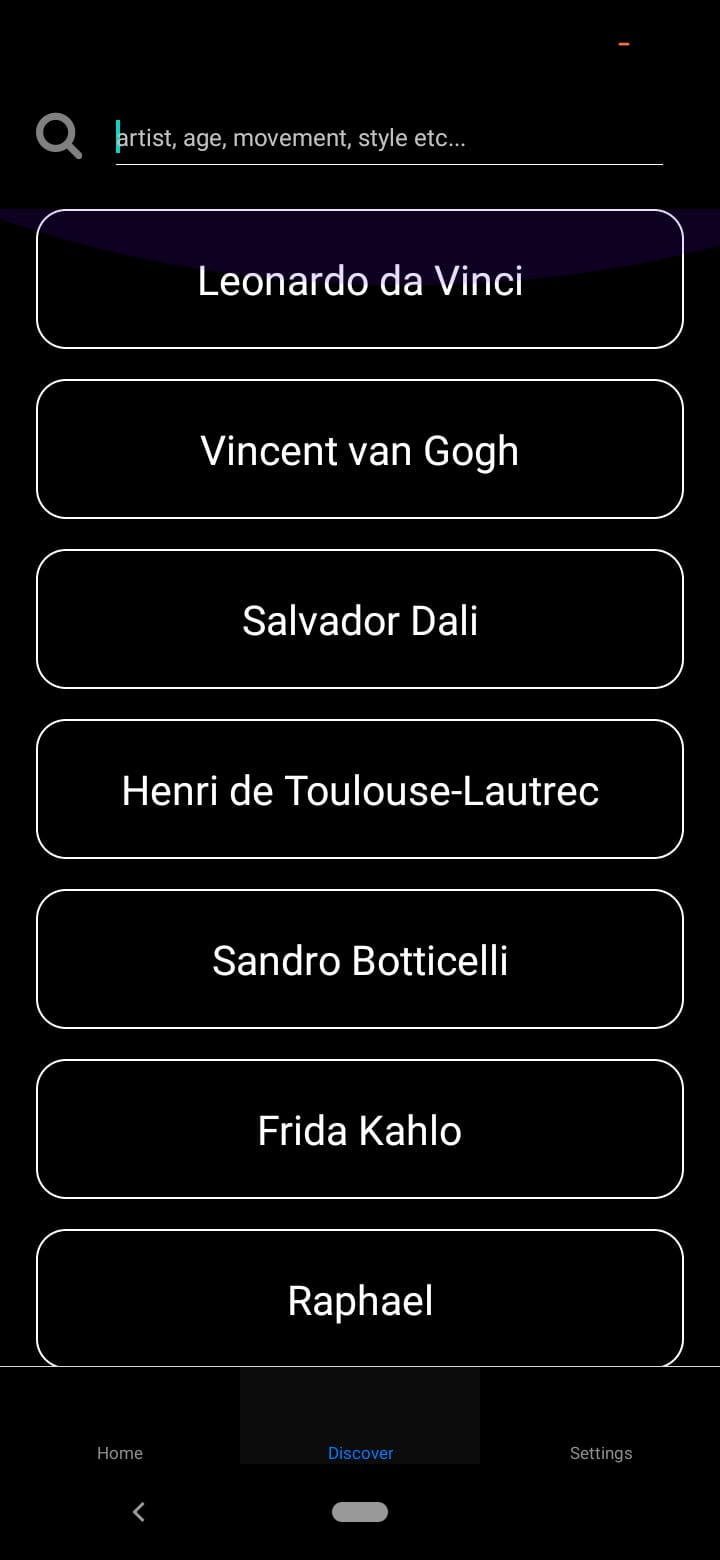 artist, age, movement, style etc...
Leonardo da Vinci
Vincent van Gogh
Salvador Dali
Henri de Toulouse-Lautrec
Sandro Botticelli
Frida Kahlo
Raphael
Home Discover Settings